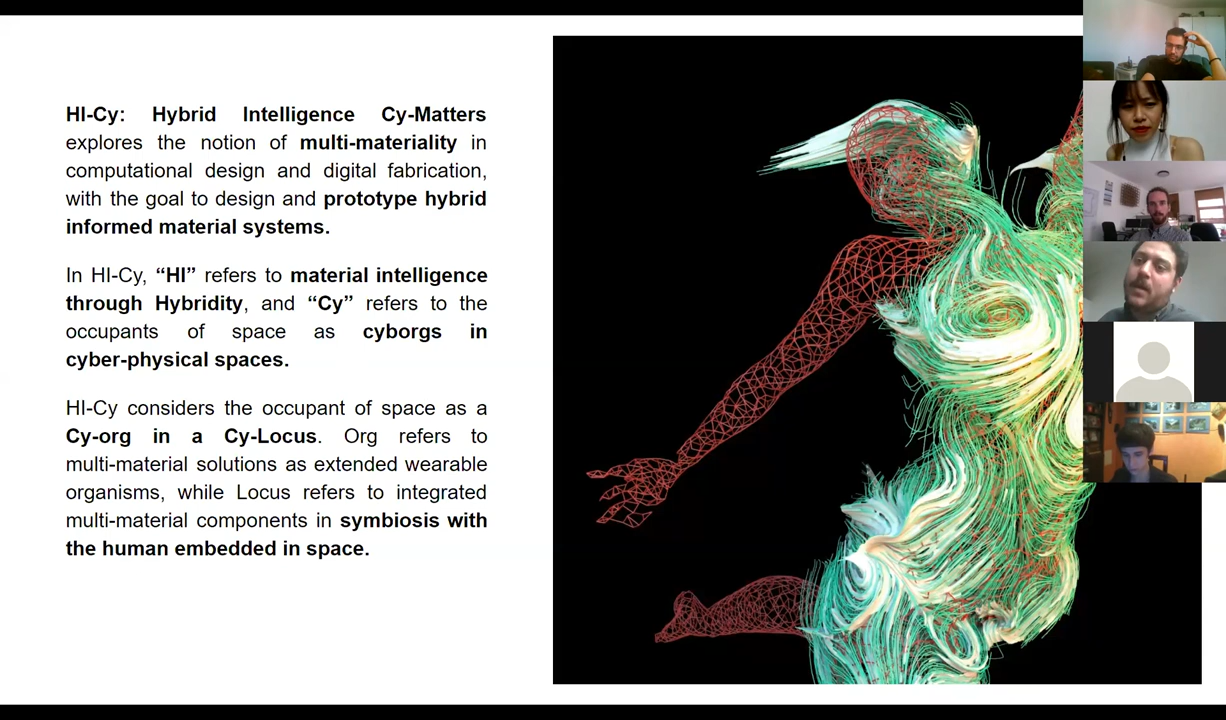 HI-Cy: Hybrid Intelligence Cy-Matters
explores the notion of multi-materiality in
computational design and digital fabrication,
with the goal to design and prototype hybrid
informed material systems.
In HI-Cy, “HI” refers to material intelligence
through Hybridity, and “Cy” refers to the
occupants of space as cyborgs in
cyber-physical spaces.
HI-Cy considers the occupant of space as a
Cy-org in a Cy-Locus. Org refers to
multi-material solutions as extended wearable
organisms, while Locus refers to integrated
multi-material components in symbiosis with
the human embedded in space.